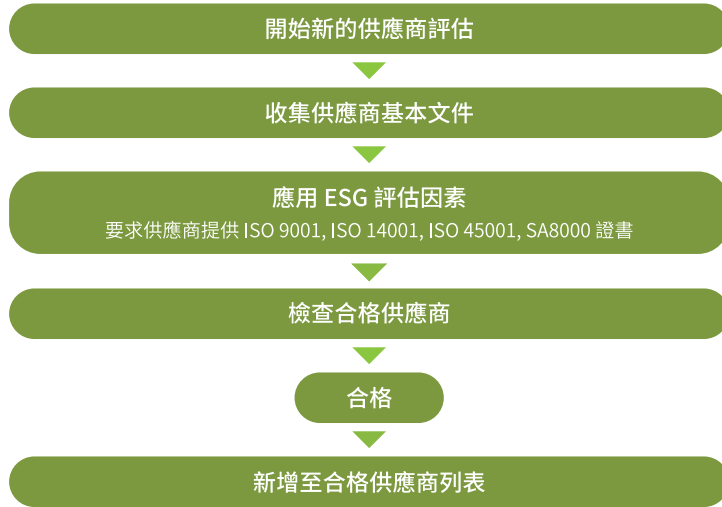 開始新的供應商評估
收集供應商基本文件
應用 ESG 評估因素
要求供應商提供 ISO 9001, ISO 14001, ISO 45001, SA8000 證書
檢查合格供應商
合格
新增至合格供應商列表